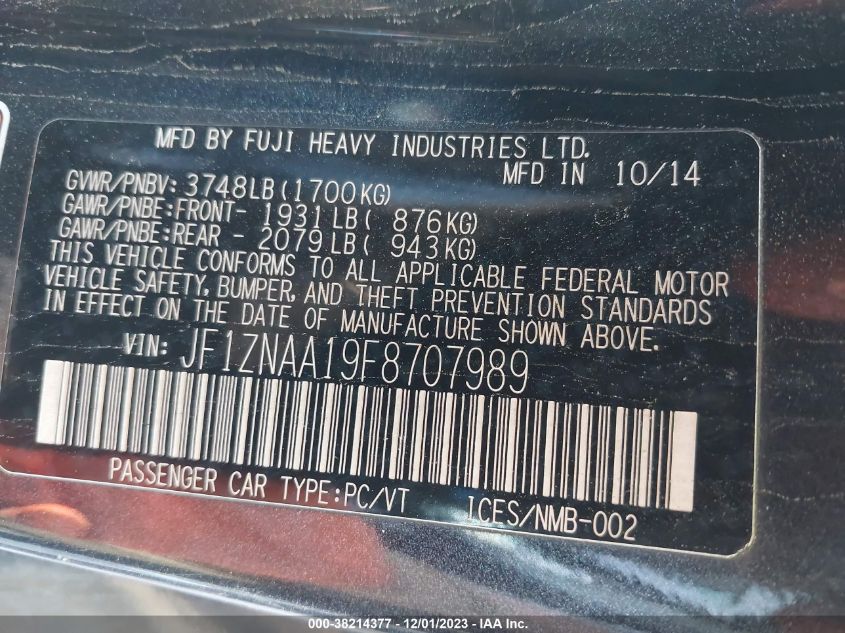 MFD BY FUJI HEAVY INDUSTRIES LTD.
MFD IN 10/14
GVWR/PNBV: 3748LB(1700KG)
GAWR/PNBE:FRONT- 1931LB( 876KG)
GAWR/PNBE:REAR - 2079LB( 943KG)
THIS VEHICLE CONFORMS TO ALL APPLICABLE FEDERAL MOTOR
VEHICLE SAFETY, BUMPER, AND THEFT PREVENTION STANDARDS
IN EFFECT ON THE DATE OF MANUFACTURE SHOWN ABOVE.
VIN: JF1ZNAA19F8707989
PASSENGER CAR TYPE:PC/VT ICES/NMB-002
000-38214377 - 12/01/2023 - IAA Inc.